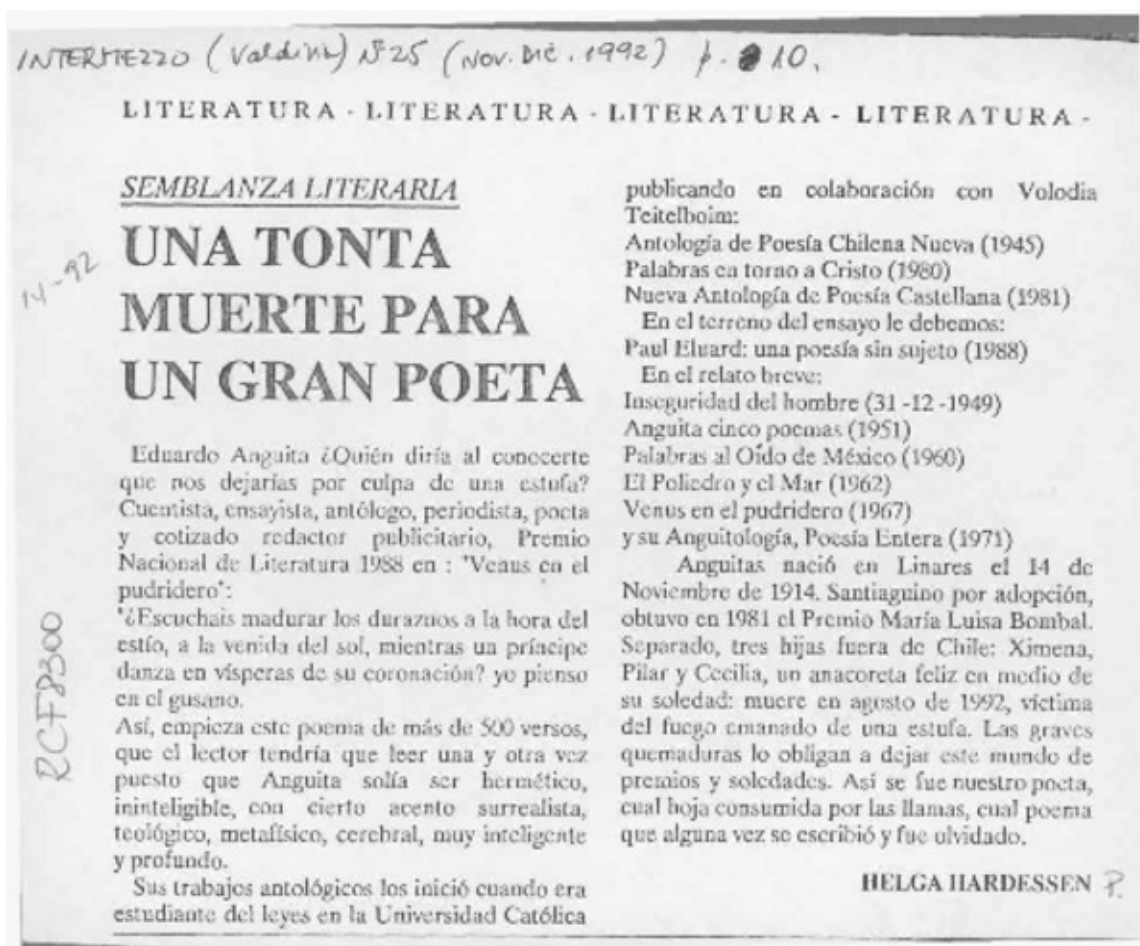 INTERMEZZO (Valdivia) N°25 (Nov. Dic. 1992) p. 10.
LITERATURA - LITERATURA - LITERATURA - LITERATURA -
SEMBLANZA LITERARIA
UNA TONTA
MUERTE PARA
UN GRAN POETA
14-92
RCF8300
Eduardo Anguita ¿Quién diría al conocerte
que nos dejarías por culpa de una estufa?
Cuentista, ensayista, antólogo, periodista, poeta
y cotizado redactor publicitario, Premio
Nacional de Literatura 1988 en : "Venus en el
pudridero":
"¿Escuchais madurar los duraznos a la hora del
estío, a la venida del sol, mientras un príncipe
danza en vísperas de su coronación? yo pienso
en el gusano.
Así, empieza este poema de más de 500 versos,
que el lector tendría que leer una y otra vez
puesto que Anguita solía ser hermético,
ininteligible, con cierto acento surrealista,
teológico, metafísico, cerebral, muy inteligente
y profundo.
Sus trabajos antológicos los inició cuando era
estudiante del leyes en la Universidad Católica
publicando en colaboración con Volodia
Teitelboim:
Antología de Poesía Chilena Nueva (1945)
Palabras en torno a Cristo (1980)
Nueva Antología de Poesía Castellana (1981)
En el terreno del ensayo le debemos:
Paul Eluard: una poesía sin sujeto (1988)
En el relato breve:
Inseguridad del hombre (31 -12 -1949)
Anguita cinco poemas (1951)
Palabras al Oído de México (1960)
El Poliedro y el Mar (1962)
Venus en el pudridero (1967)
y su Anguitología, Poesía Entera (1971)
Anguitas nació en Linares el 14 de
Noviembre de 1914. Santiaguino por adopción,
obtuvo en 1981 el Premio María Luisa Bombal.
Separado, tres hijas fuera de Chile: Ximena,
Pilar y Cecilia, un anacoreta feliz en medio de
su soledad: muere en agosto de 1992, víctima
del fuego emanado de una estufa. Las graves
quemaduras lo obligan a dejar este mundo de
premios y soledades. Así se fue nuestro poeta,
cual hoja consumida por las llamas, cual poema
que alguna vez se escribió y fue olvidado.
HELGA HARDESSEN P.